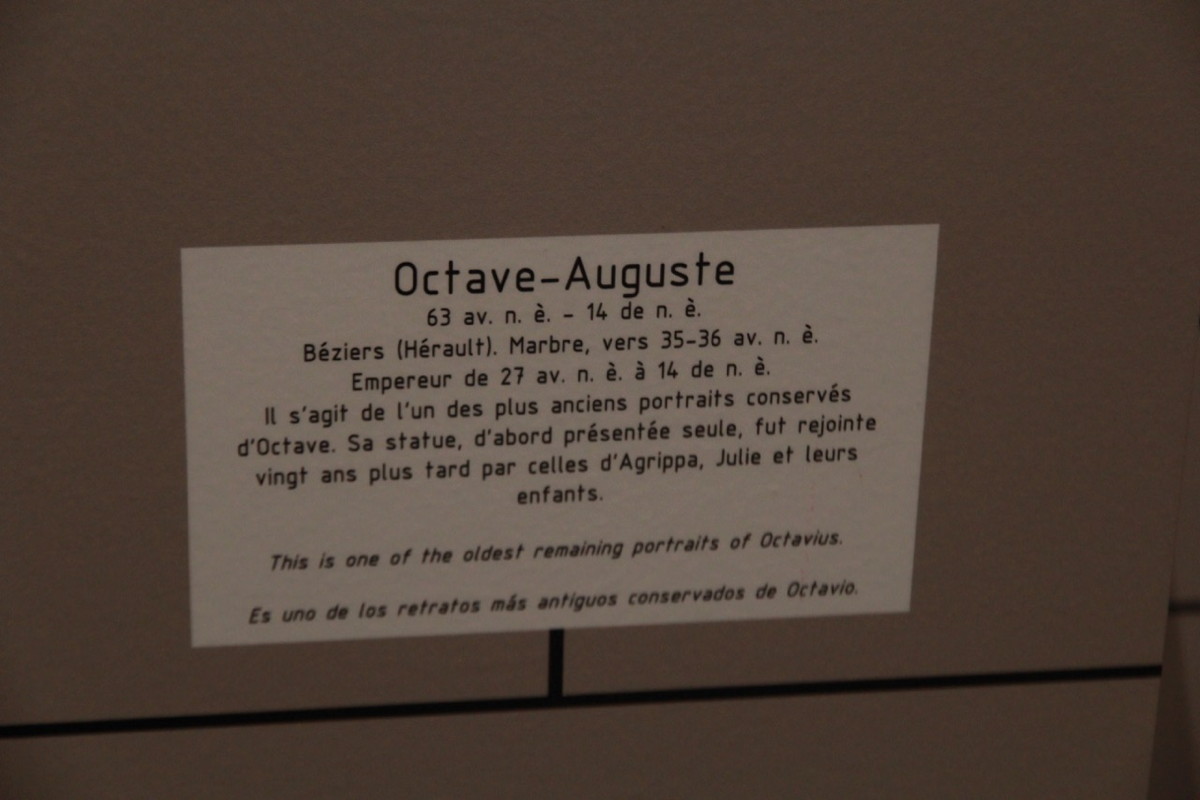 Octave-Auguste
63 av. n. è. - 14 de n. è.
Béziers (Hérault). Marbre, vers 35-36 av. n. è.
Empereur de 27 av. n. è. à 14 de n. è.
Il s'agit de l'un des plus anciens portraits conservés
d'Octave. Sa statue, d'abord présentée seule, fut rejointe
vingt ans plus tard par celles d'Agrippa, Julie et leurs
enfants.
This is one of the oldest remaining portraits of Octavius.
Es uno de los retratos más antiguos conservados de Octavio.